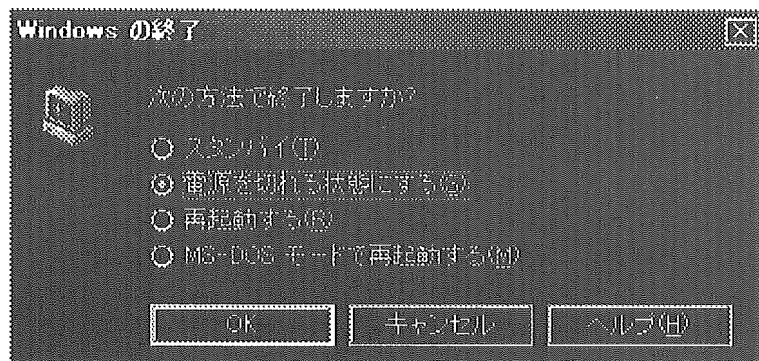 Windows の終了
次の方法で終了しますか?
スタンバイ(T)
電源を切れる状態にする(S)
再起動する(R)
MS-DOS モードで再起動する(M)
OK キャンセル ヘルプ(H)